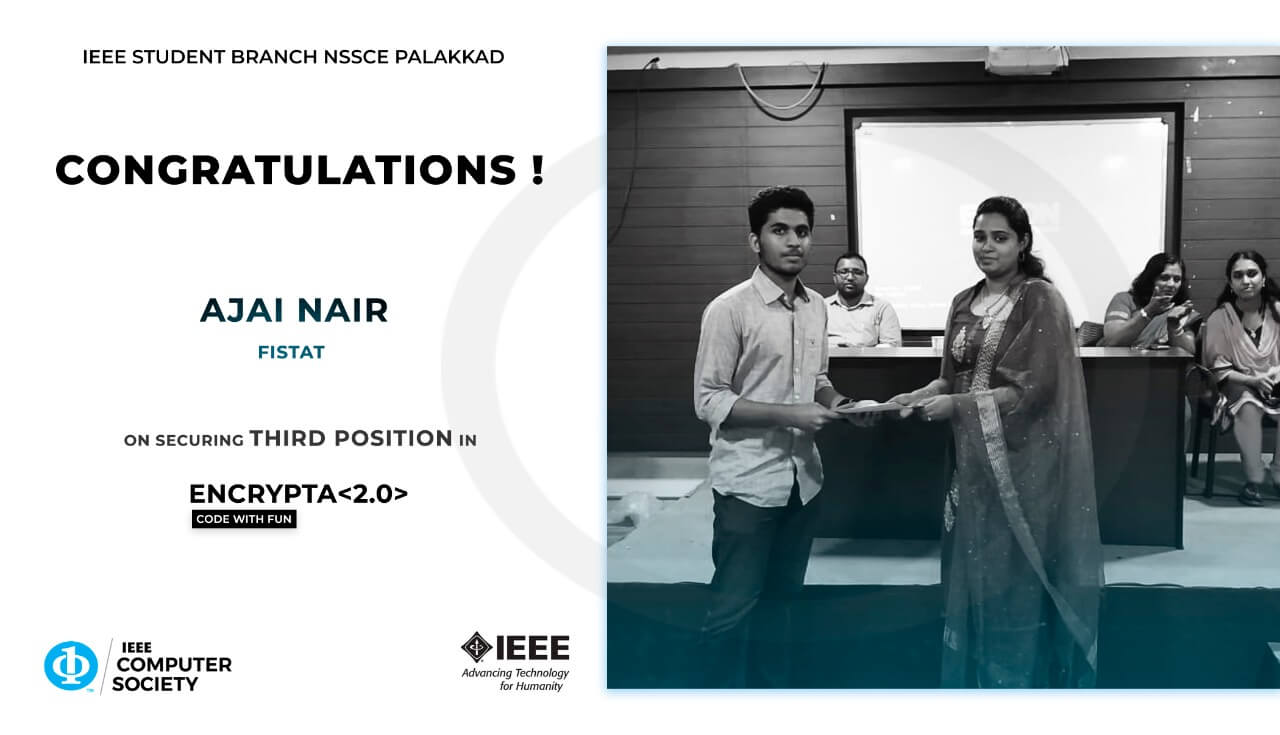 IEEE STUDENT BRANCH NSSCE PALAKKAD
CONGRATULATIONS !
AJAI NAIR
FISTAT
ON SECURING THIRD POSITION IN
ENCRYPTA<2.0>
CODE WITH FUN
IEEE
COMPUTER
SOCIETY
TM
IEEE
Advancing Technology
for Humanity